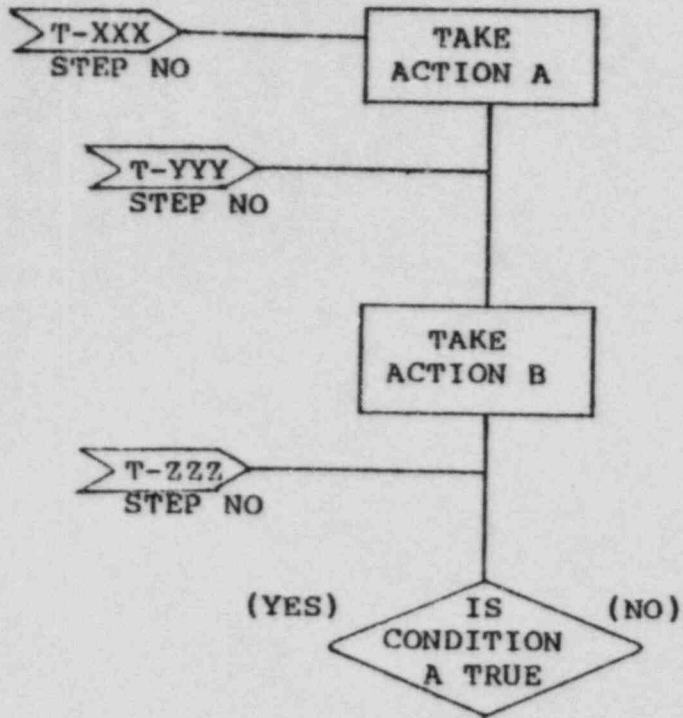 T-XXX
STEP NO
TAKE
ACTION A
T-YYY
STEP NO
TAKE
ACTION B
T-ZZZ
STEP NO
(YES)
IS
CONDITION
A TRUE
(NO)